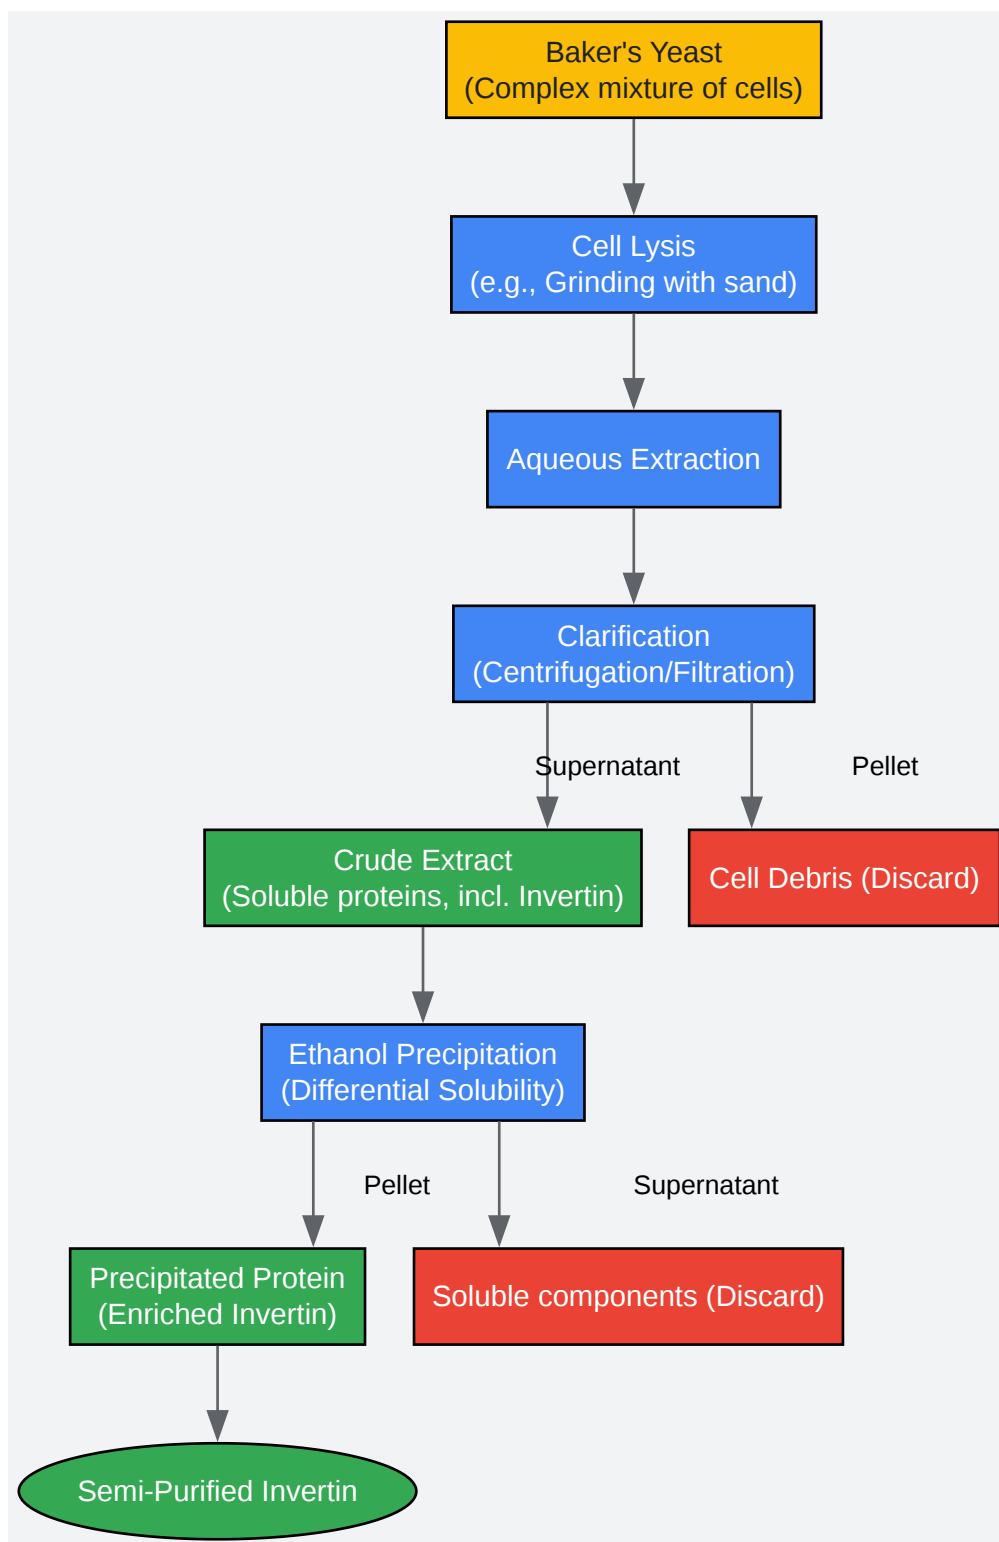 Baker's Yeast
(Complex mixture of cells)
Cell Lysis
(e.g., Grinding with sand)
Aqueous Extraction
Clarification
(Centrifugation/Filtration)
Supernatant
Pellet
Crude Extract
(Soluble proteins, incl. Invertin)
Cell Debris (Discard)
Ethanol Precipitation
(Differential Solubility)
Pellet
Supernatant
Precipitated Protein
(Enriched Invertin)
Soluble components (Discard)
Semi-Purified Invertin